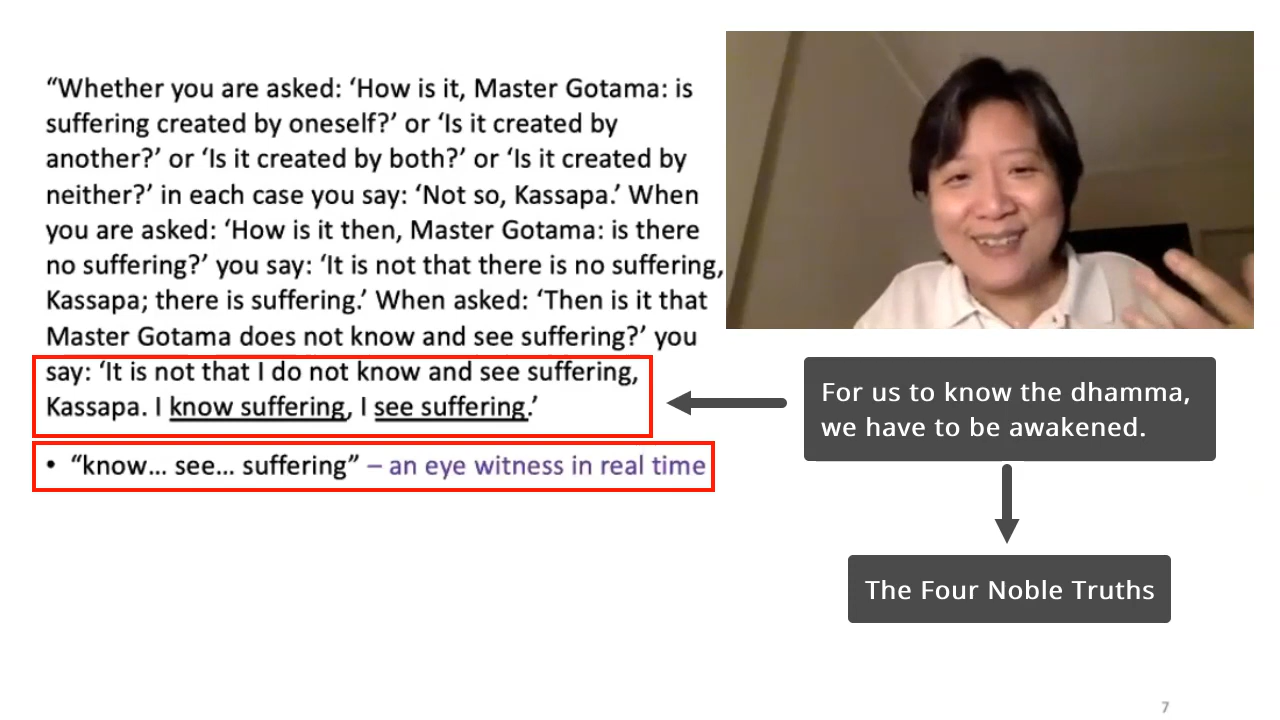 “Whether you are asked: ‘How is it, Master Gotama: is
suffering created by oneself?’ or ‘Is it created by
another?’ or ‘Is it created by both?’ or ‘Is it created by
neither?’ in each case you say: ‘Not so, Kassapa.’ When
you are asked: ‘How is it then, Master Gotama: is there
no suffering?’ you say: ‘It is not that there is no suffering,
Kassapa; there is suffering.’ When asked: ‘Then is it that
Master Gotama does not know and see suffering?’ you
say: ‘It is not that I do not know and see suffering,
Kassapa. I know suffering, I see suffering.’
• “know... see... suffering” – an eye witness in real time
For us to know the dhamma,
we have to be awakened.
The Four Noble Truths
7